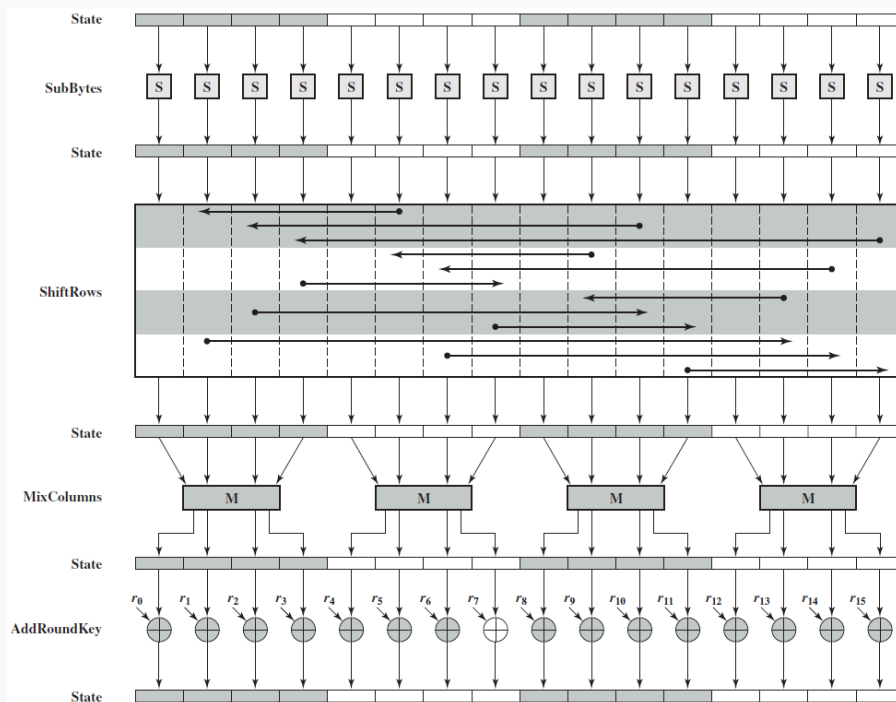 State
SubBytes S S S S S S S S S S S S S S S S
State
ShiftRows
State
MixColumns M M M M
State
r0 r1 r2 r3 r4 r5 r6 r7 r8 r9 r10 r11 r12 r13 r14 r15
AddRoundKey
State